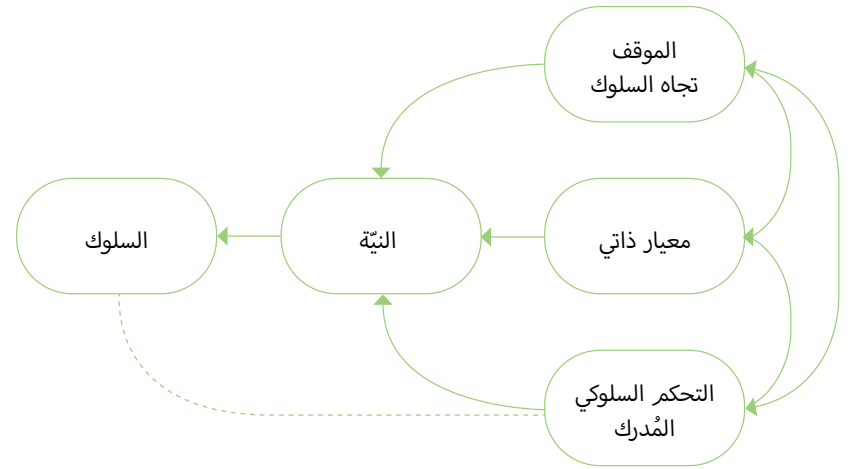 الموقف
تجاه السلوك
معيار ذاتي
النيّة
السلوك
التحكم السلوكي
المُدرك